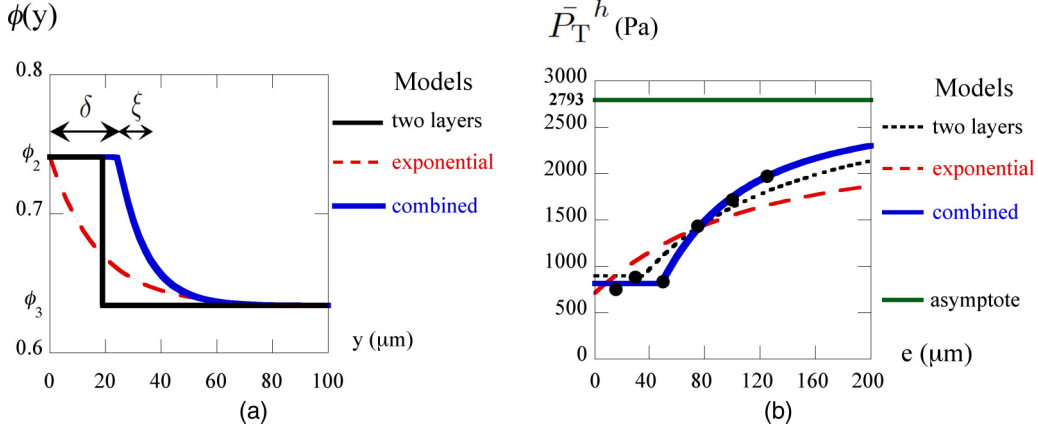 ϕ(y)
0.8
ϕ2
0.7
ϕ3
0.6
δ ξ
Models
two layers
exponential
combined
y (μm)
0 20 40 60 80 100
(a)
P̄T h (Pa)
3000
2793
2500
2000
1500
1000
500
0
Models
two layers
exponential
combined
asymptote
e (μm)
0 40 80 120 160 200
(b)